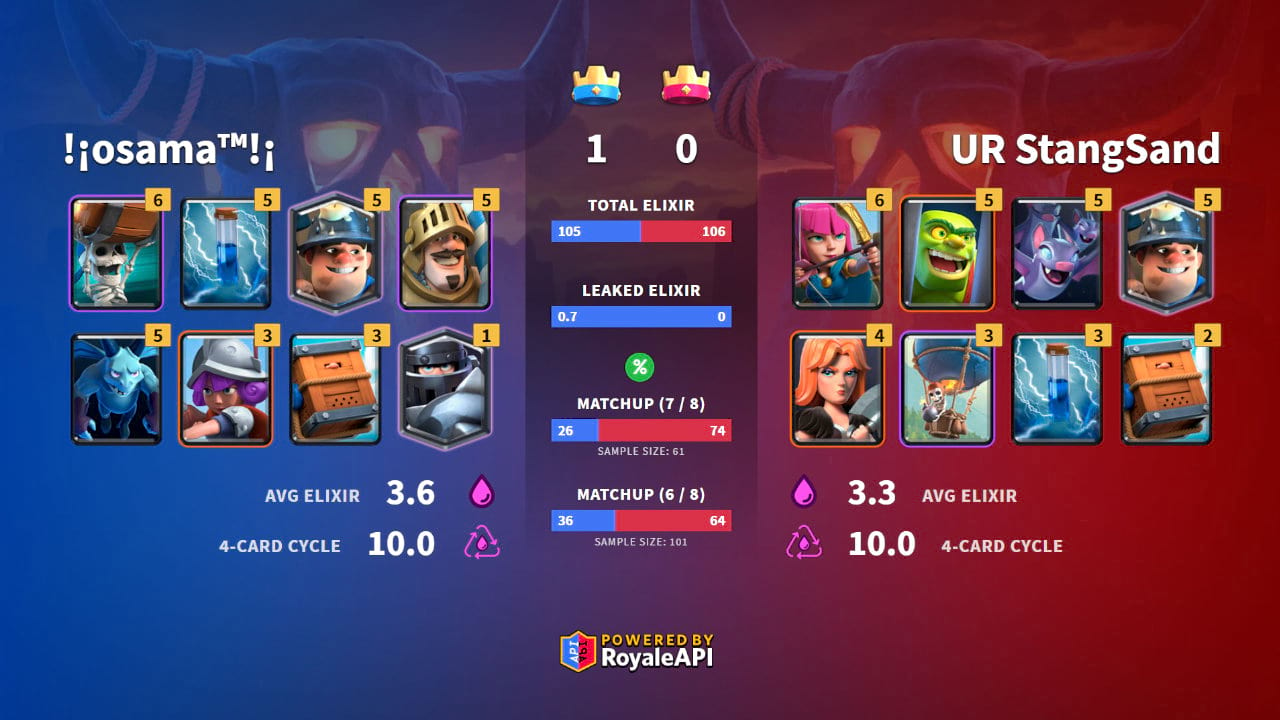 1 0
!¡osama™!¡
UR StangSand
6 5 5 5
5 3 3 1
6 5 5 5
4 3 3 2
TOTAL ELIXIR
105 106
LEAKED ELIXIR
0.7 0
%
MATCHUP (7 / 8)
26 74
SAMPLE SIZE: 61
MATCHUP (6 / 8)
36 64
SAMPLE SIZE: 101
AVG ELIXIR 3.6
4-CARD CYCLE 10.0
3.3 AVG ELIXIR
10.0 4-CARD CYCLE
API API
POWERED BY
RoyaleAPI